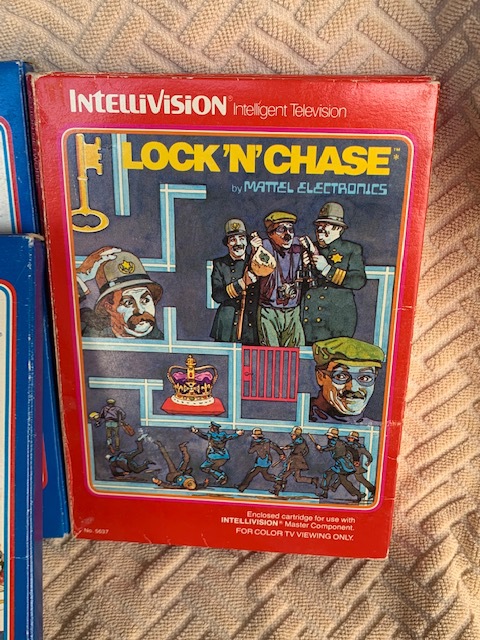 INTELLIVISION® Intelligent Television
LOCK 'N' CHASE™*
by MATTEL ELECTRONICS
Enclosed cartridge for use with
INTELLIVISION® Master Component.
FOR COLOR TV VIEWING ONLY.
No. 5637